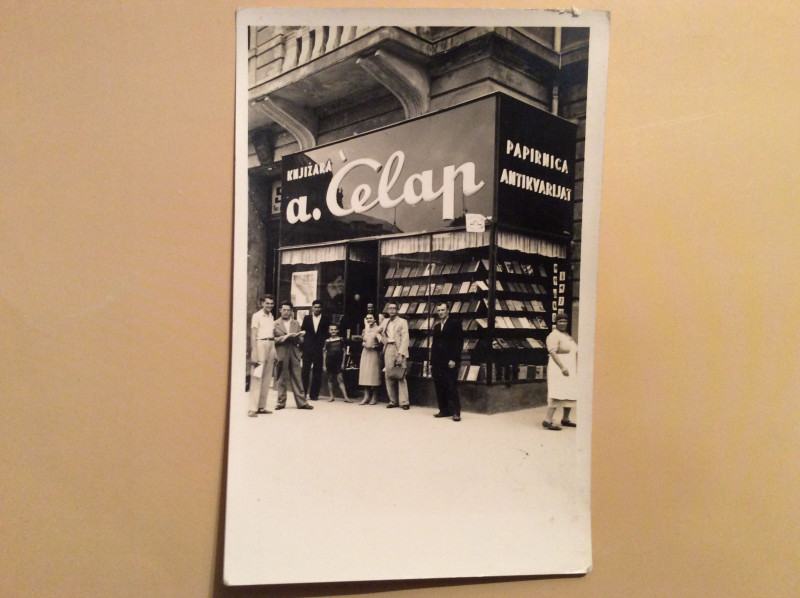 KNJIŽARA
a. Čelap
PAPIRNICA
ANTIKVARIJAT